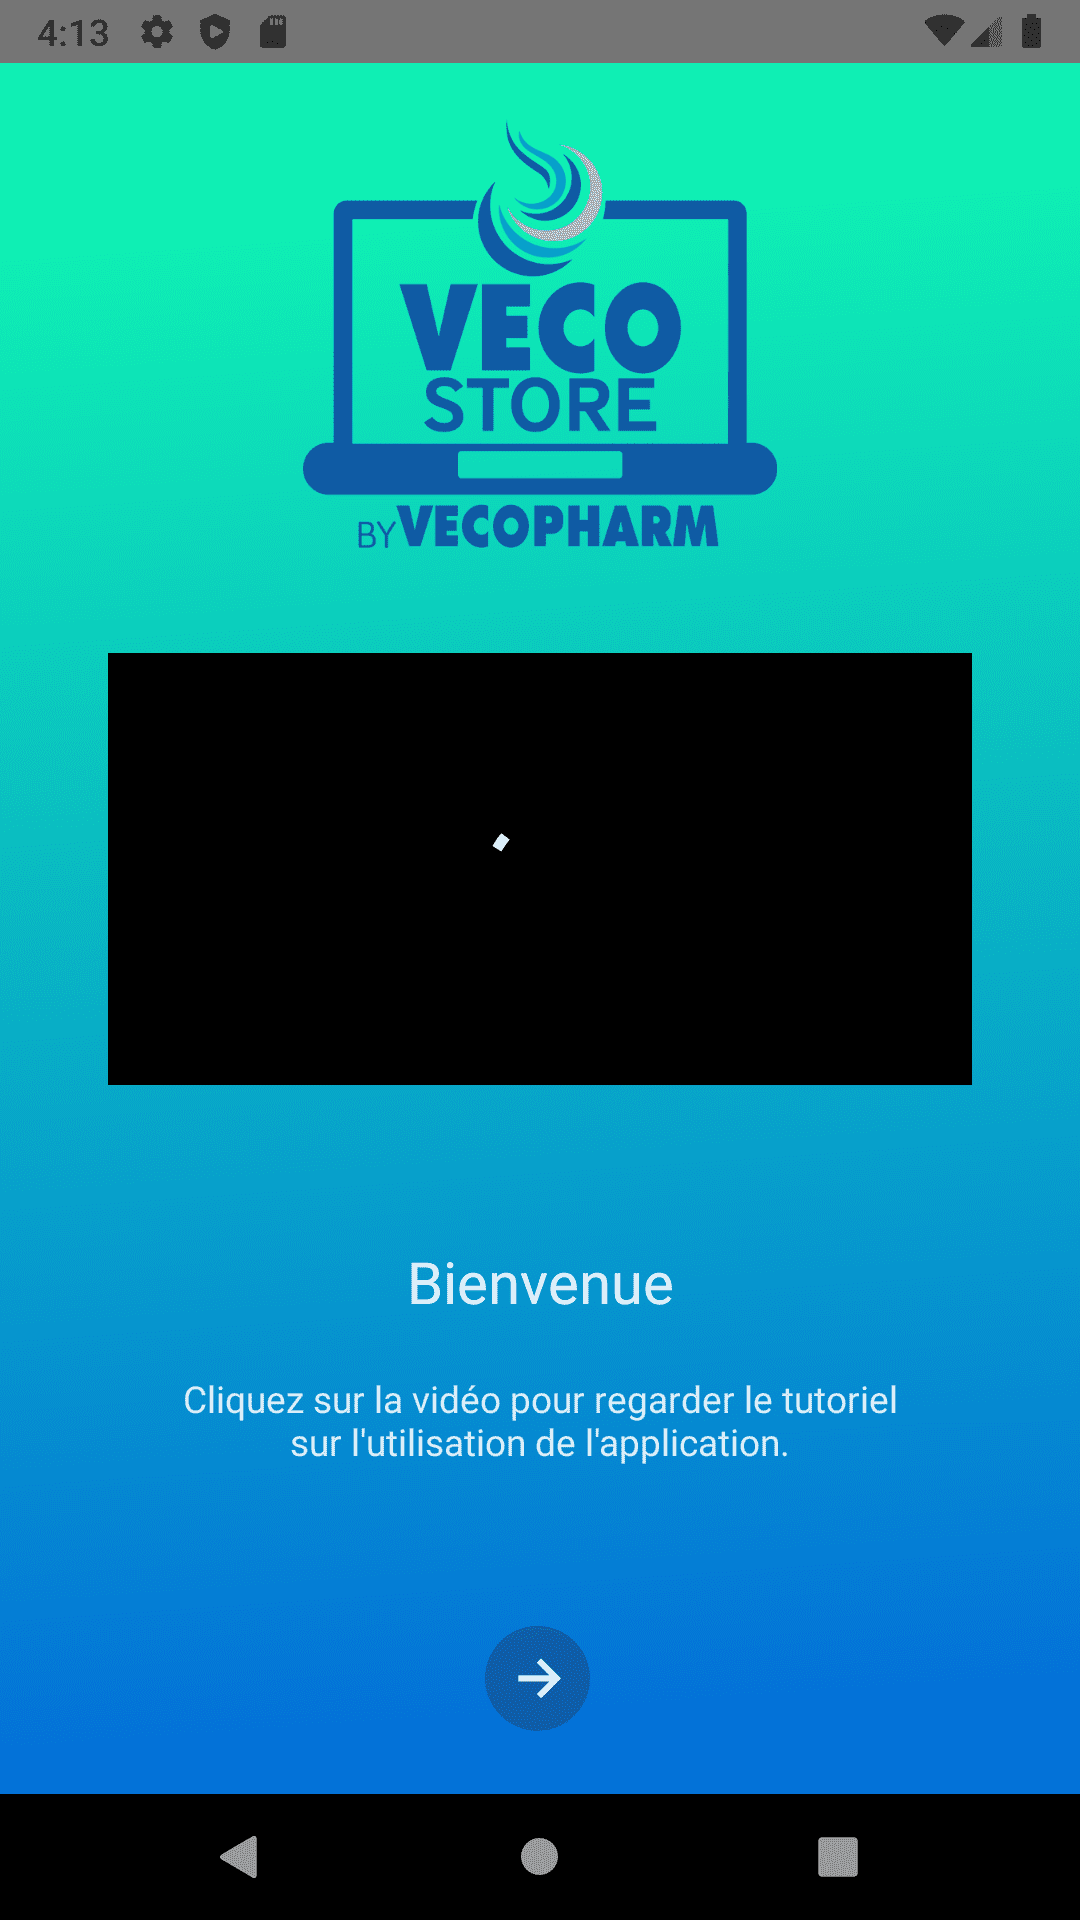 4:13
VECO
STORE
BY VECOPHARM
Bienvenue
Cliquez sur la vidéo pour regarder le tutoriel
sur l'utilisation de l'application.